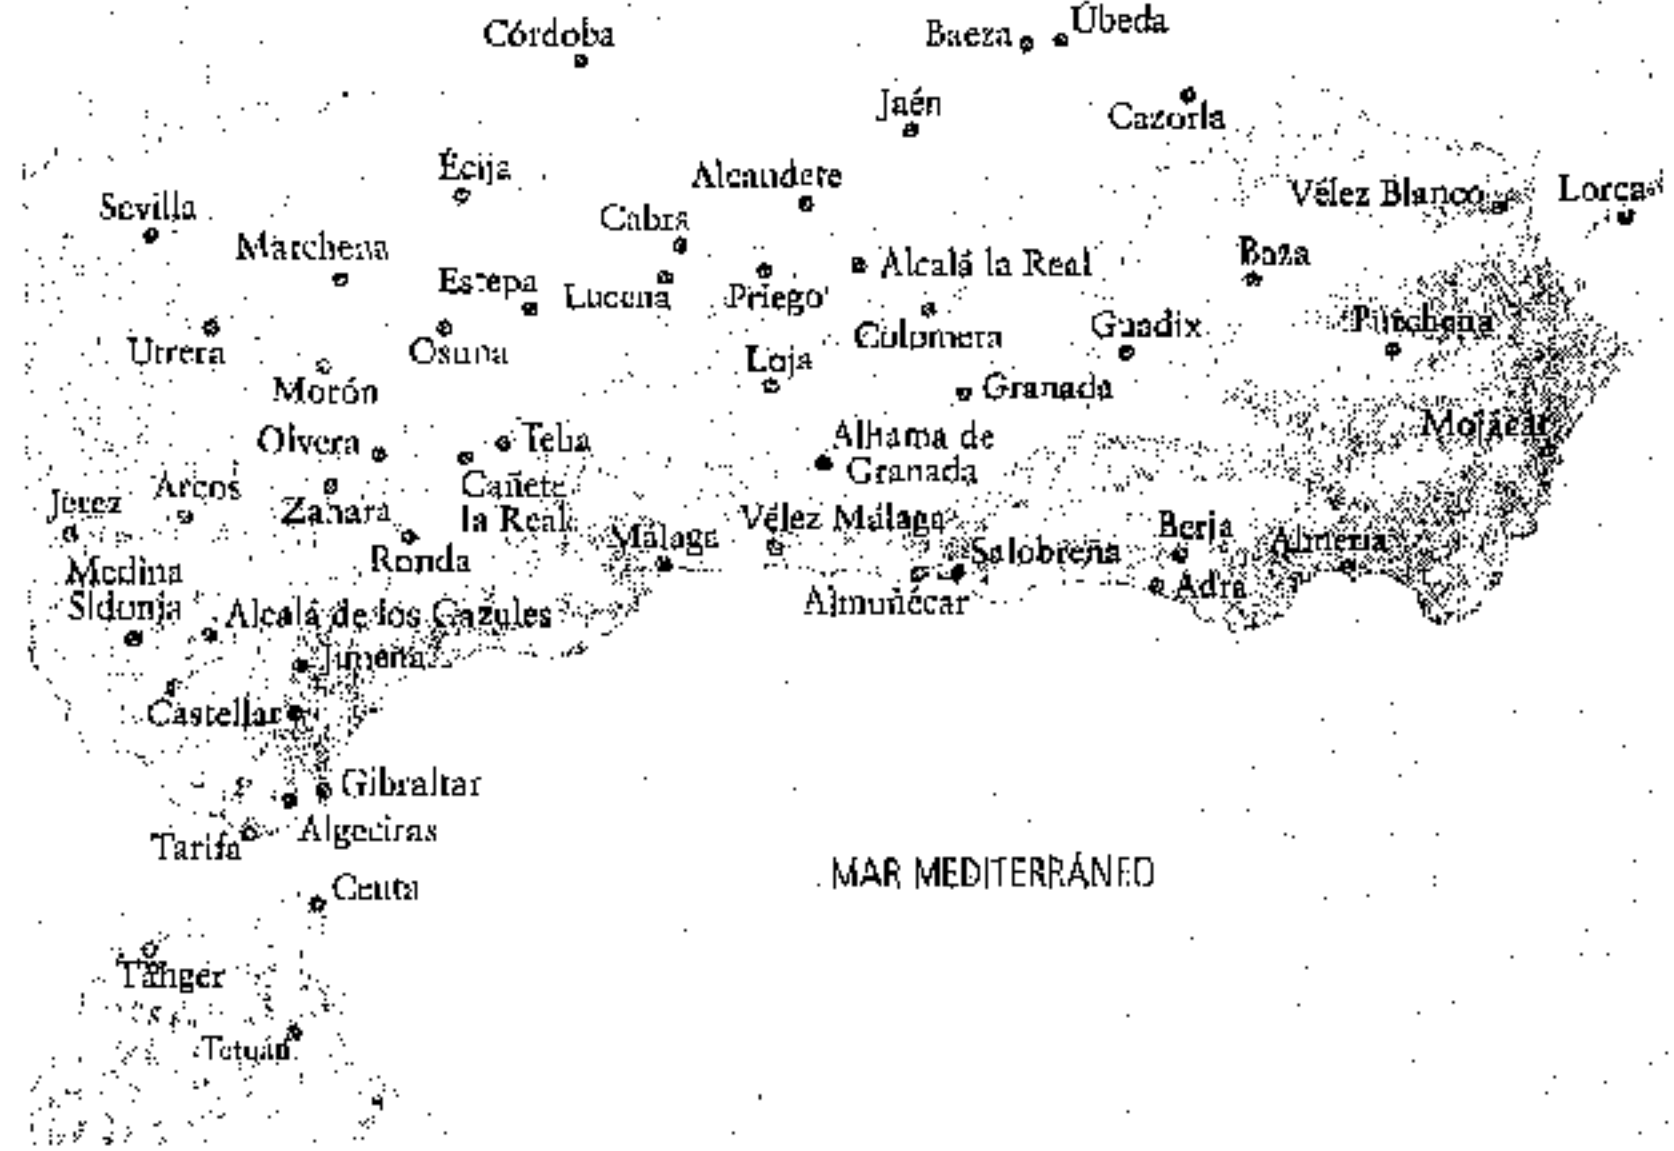 Córdoba
Baeza
Úbeda
Jaén
Cazorla
Écija
Alcaudete
Vélez Blanco
Lorca
Sevilla
Cabra
Marchena
Alcalá la Real
Baza
Estepa
Lucena
Priego
Colomera
Guadix
Purchena
Utrera
Osuna
Loja
Morón
Granada
Olvera
Teba
Alhama de
Granada
Mojácar
Jerez
Arcos
Zahara
Cañete
la Real
Ronda
Málaga
Vélez Málaga
Salobreña
Berja
Almería
Medina
Sidonia
Alcalá de los Gazules
Almuñécar
Adra
Jimena
Castellar
Gibraltar
Algeciras
Tarifa
MAR MEDITERRÁNEO
Ceuta
Tánger
Tetuán